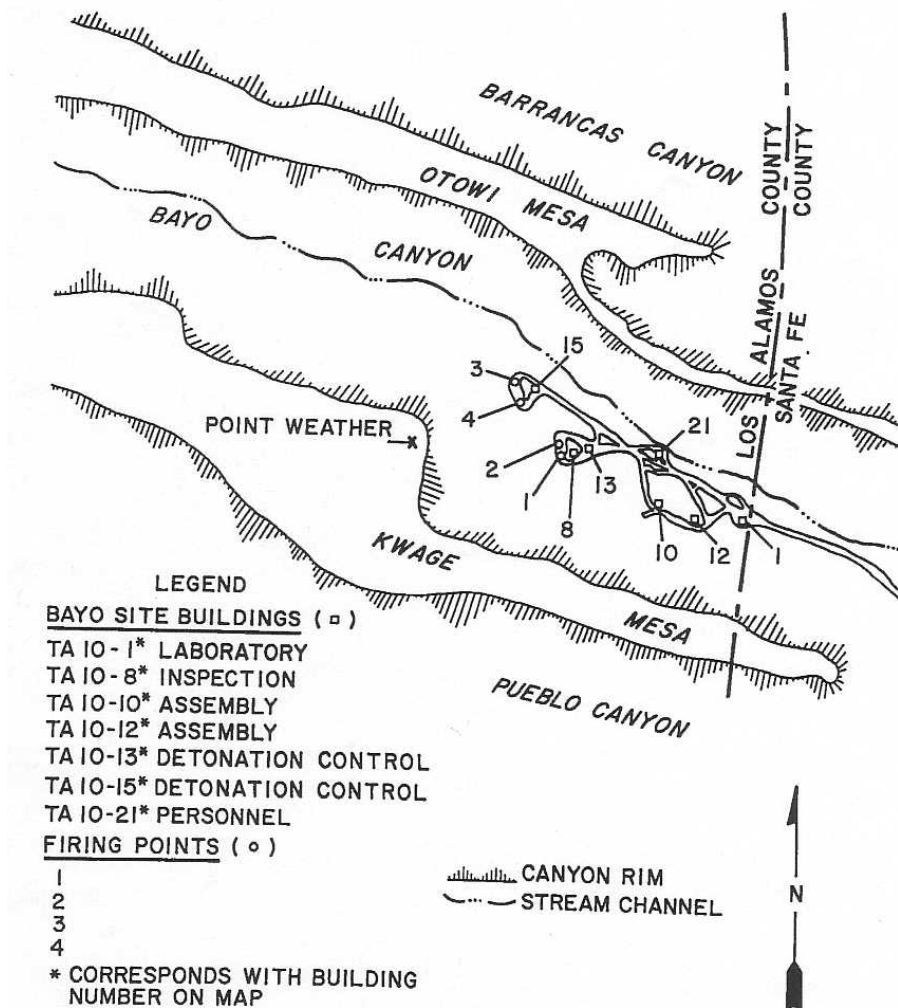 BARRANCAS CANYON
OTOWI MESA
BAYO CANYON
LOS ALAMOS COUNTY
SANTA FE COUNTY
3
15
4
POINT WEATHER
2
1
8
13
21
10
12
1
KWAGE MESA
PUEBLO CANYON
LEGEND
BAYO SITE BUILDINGS (□)
TA 10-1* LABORATORY
TA 10-8* INSPECTION
TA 10-10* ASSEMBLY
TA 10-12* ASSEMBLY
TA 10-13* DETONATION CONTROL
TA 10-15* DETONATION CONTROL
TA 10-21* PERSONNEL
FIRING POINTS (○)
1
2
3
4
* CORRESPONDS WITH BUILDING
NUMBER ON MAP
CANYON RIM
STREAM CHANNEL
N